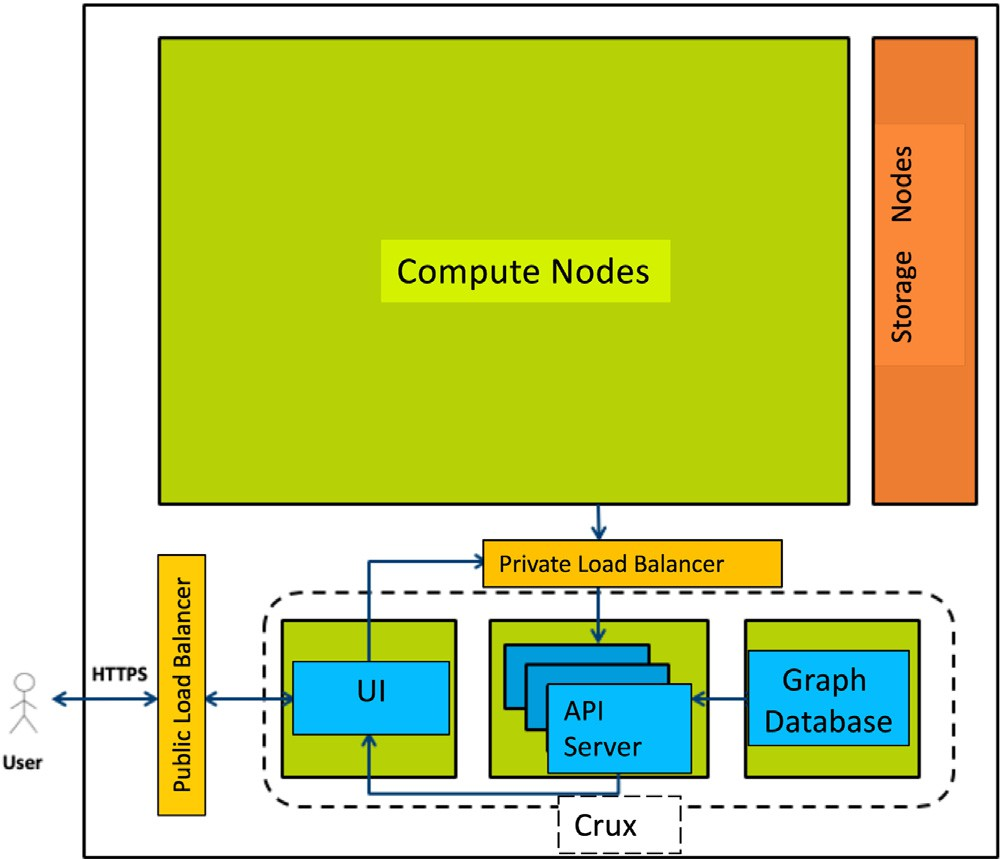 Compute Nodes
Storage Nodes
Private Load Balancer
Public Load Balancer
HTTPS
User
UI
API
Server
Graph
Database
Crux